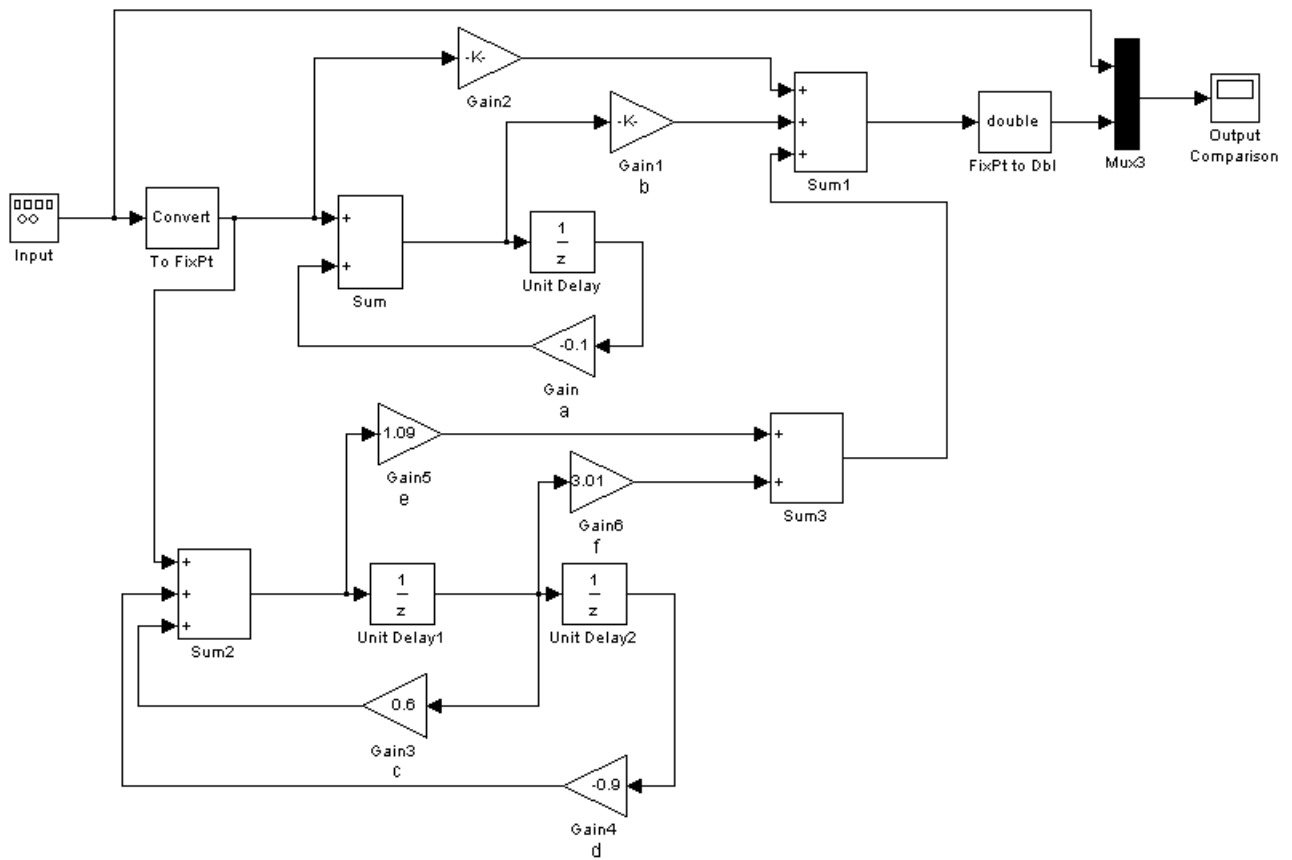 -K-
Gain2
+
+
+
Sum1
-K-
Gain1
b
double
FixPt to Dbl
Mux3
Output
Comparison
Input
Convert
To FixPt
+
+
Sum
1
z
Unit Delay
-0.1
Gain
a
1.09
Gain5
e
3.01
Gain6
f
+
+
Sum3
+
+
+
Sum2
1
z
Unit Delay1
1
z
Unit Delay2
0.6
Gain3
c
-0.9
Gain4
d